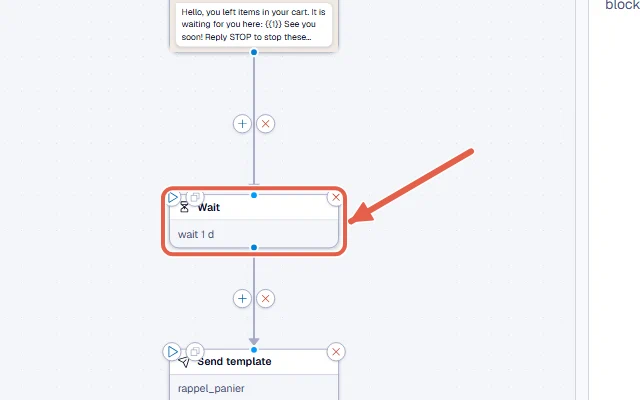 block
Hello, you left items in your cart. It is
waiting for you here: {{1}} See you
soon! Reply STOP to stop these...
Wait
wait 1 d
Send template
rappel_panier